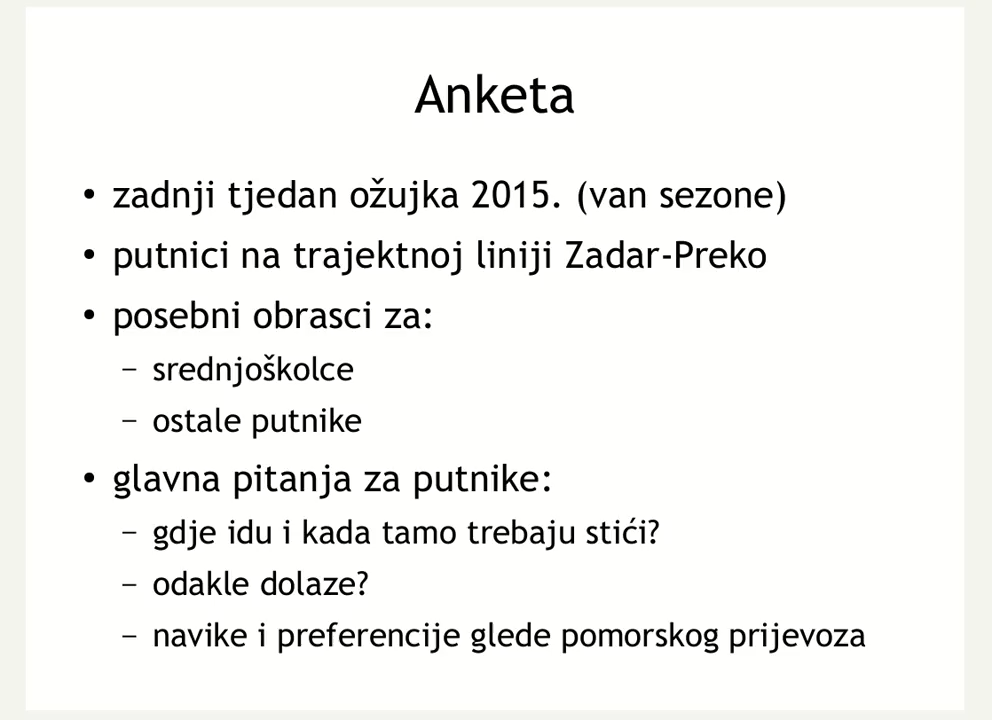 Anketa
• zadnji tjedan ožujka 2015. (van sezone)
• putnici na trajektnoj liniji Zadar-Preko
• posebni obrasci za:
– srednjoškolce
– ostale putnike
• glavna pitanja za putnike:
– gdje idu i kada tamo trebaju stići?
– odakle dolaze?
– navike i preferencije glede pomorskog prijevoza